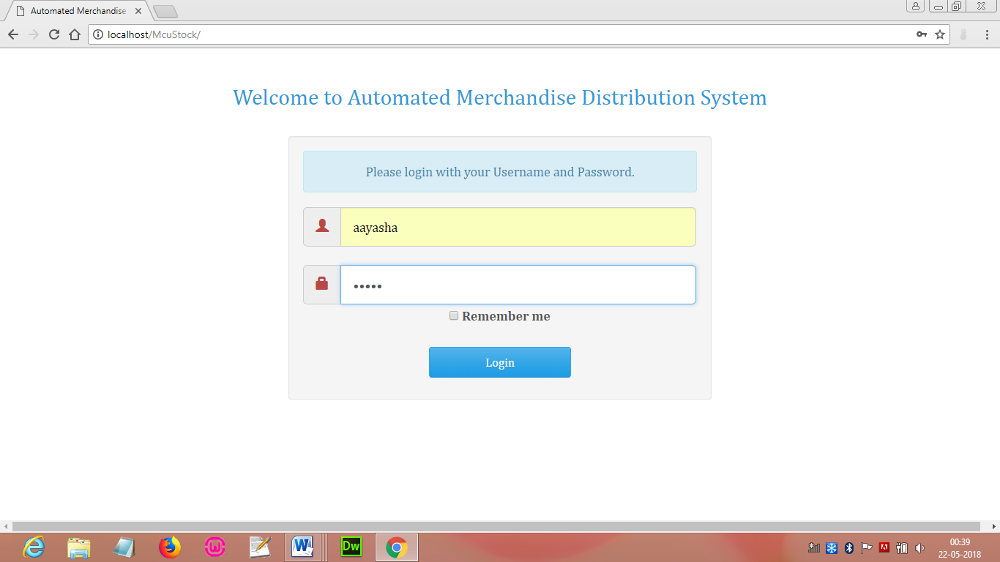 Automated Merchandise
localhost/McuStock/
Welcome to Automated Merchandise Distribution System
Please login with your Username and Password.
aayasha
•••••
Remember me
Login
Dw
00:39
22-05-2018